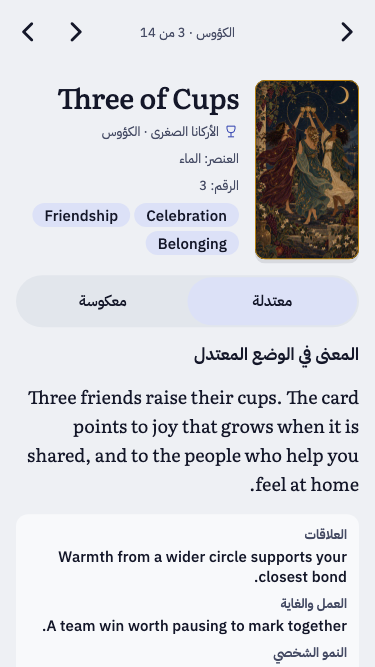 الكؤوس · 3 من 14
Three of Cups
الأركانا الصغرى · الكؤوس
العنصر: الماء
الرقم: 3
Celebration
Friendship
Belonging
معتدلة
معكوسة
المعنى في الوضع المعتدل
Three friends raise their cups. The card
points to joy that grows when it is
shared, and to the people who help you
feel at home.
العلاقات
Warmth from a wider circle supports your
closest bond.
العمل والغاية
A team win worth pausing to mark together.
النمو الشخصي